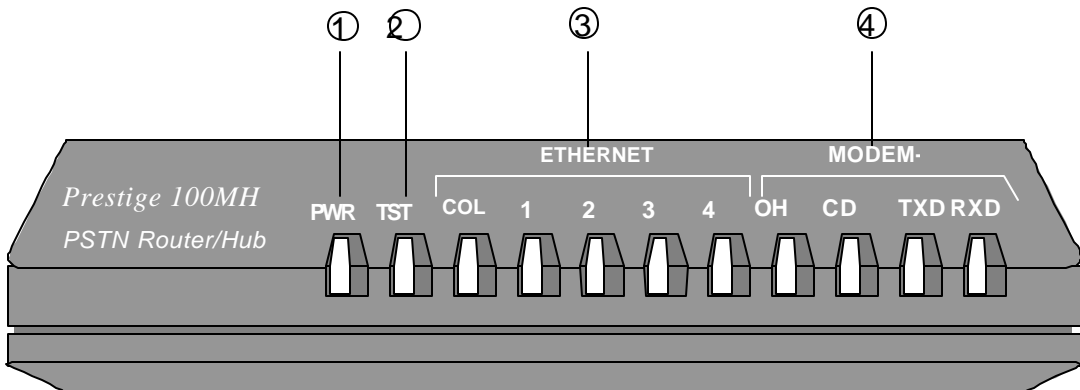 1 2 3 4
ETHERNET MODEM-
Prestige 100MH
PWR TST COL 1 2 3 4 OH CD TXD RXD
PSTN Router/Hub